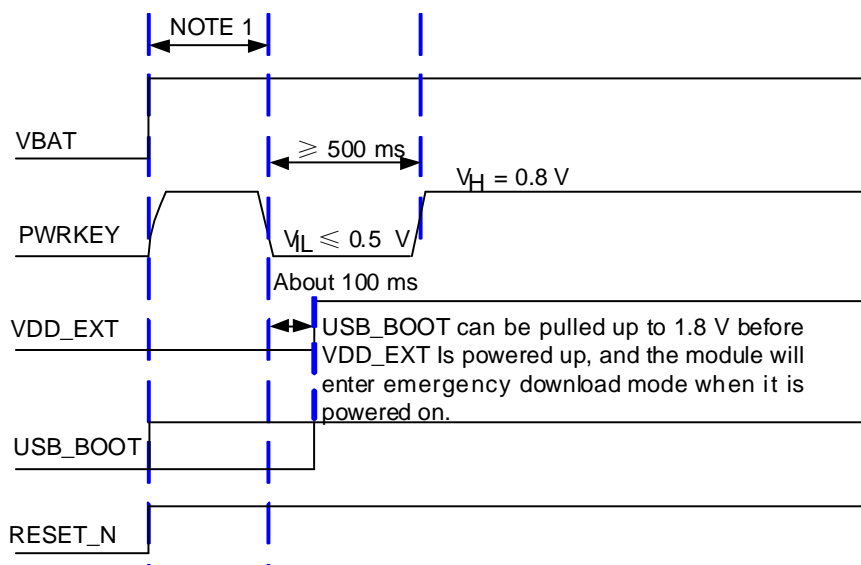 NOTE 1
VBAT
≥ 500 ms
VH = 0.8 V
PWRKEY
VIL ≤ 0.5 V
About 100 ms
VDD_EXT
USB_BOOT can be pulled up to 1.8 V before
VDD_EXT Is powered up, and the module will
enter emergency download mode when it is
powered on.
USB_BOOT
RESET_N